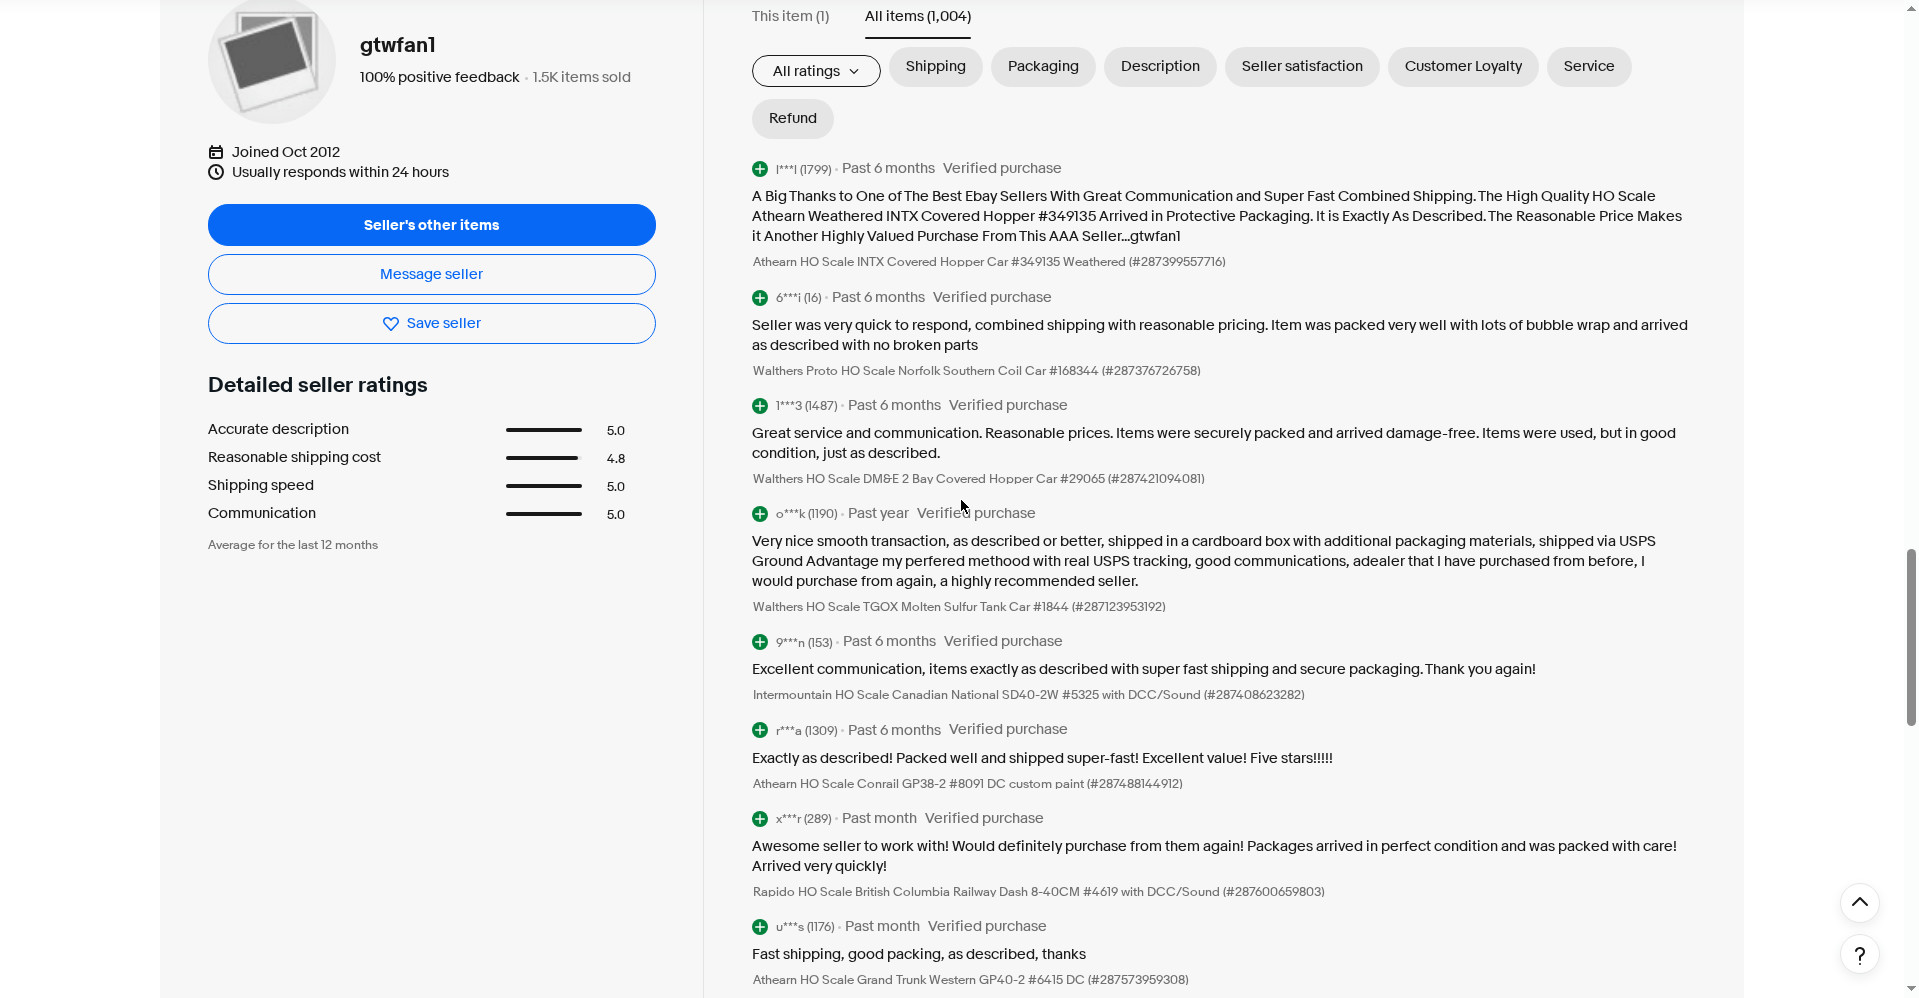 gtwfan1
100% positive feedback • 1.5K items sold
Joined Oct 2012
Usually responds within 24 hours
Seller's other items
Message seller
Save seller
Detailed seller ratings
Accurate description 5.0
Reasonable shipping cost 4.8
Shipping speed 5.0
Communication 5.0
Average for the last 12 months
This item (1) All items (1,004)
All ratings Shipping Packaging Description Seller satisfaction Customer Loyalty Service
Refund
l***l (1799) • Past 6 months Verified purchase
A Big Thanks to One of The Best Ebay Sellers With Great Communication and Super Fast Combined Shipping. The High Quality HO Scale
Athearn Weathered INTX Covered Hopper #349135 Arrived in Protective Packaging. It is Exactly As Described. The Reasonable Price Makes
it Another Highly Valued Purchase From This AAA Seller...gtwfan1
Athearn HO Scale INTX Covered Hopper Car #349135 Weathered (#287399557716)
6***i (16) • Past 6 months Verified purchase
Seller was very quick to respond, combined shipping with reasonable pricing. Item was packed very well with lots of bubble wrap and arrived
as described with no broken parts
Walthers Proto HO Scale Norfolk Southern Coil Car #168344 (#287376726758)
1***3 (1487) • Past 6 months Verified purchase
Great service and communication. Reasonable prices. Items were securely packed and arrived damage-free. Items were used, but in good
condition, just as described.
Walthers HO Scale DM&E 2 Bay Covered Hopper Car #29065 (#287421094081)
o***k (1190) • Past year Verified purchase
Very nice smooth transaction, as described or better, shipped in a cardboard box with additional packaging materials, shipped via USPS
Ground Advantage my perfered methood with real USPS tracking, good communications, adealer that I have purchased from before, I
would purchase from again, a highly recommended seller.
Walthers HO Scale TGOX Molten Sulfur Tank Car #1844 (#287123953192)
9***n (153) • Past 6 months Verified purchase
Excellent communication, items exactly as described with super fast shipping and secure packaging. Thank you again!
Intermountain HO Scale Canadian National SD40-2W #5325 with DCC/Sound (#287408623282)
r***a (1309) • Past 6 months Verified purchase
Exactly as described! Packed well and shipped super-fast! Excellent value! Five stars!!!!!
Athearn HO Scale Conrail GP38-2 #8091 DC custom paint (#287488144912)
x***r (289) • Past month Verified purchase
Awesome seller to work with! Would definitely purchase from them again! Packages arrived in perfect condition and was packed with care!
Arrived very quickly!
Rapido HO Scale British Columbia Railway Dash 8-40CM #4619 with DCC/Sound (#287600659803)
u***s (1176) • Past month Verified purchase
Fast shipping, good packing, as described, thanks
Athearn HO Scale Grand Trunk Western GP40-2 #6415 DC (#287573959308)
?